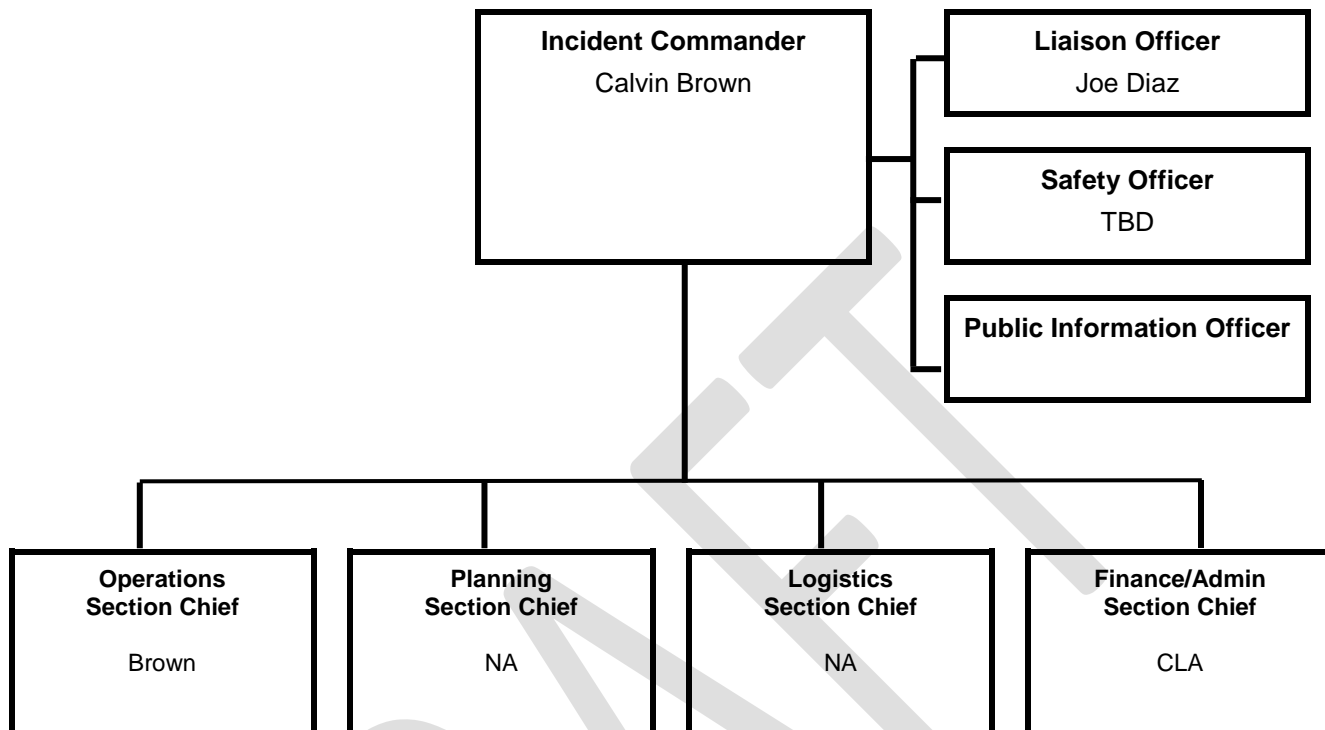 Incident Commander
Calvin Brown
Liaison Officer
Joe Diaz
Safety Officer
TBD
Public Information Officer
Operations
Section Chief
Brown
Planning
Section Chief
NA
Logistics
Section Chief
NA
Finance/Admin
Section Chief
CLA